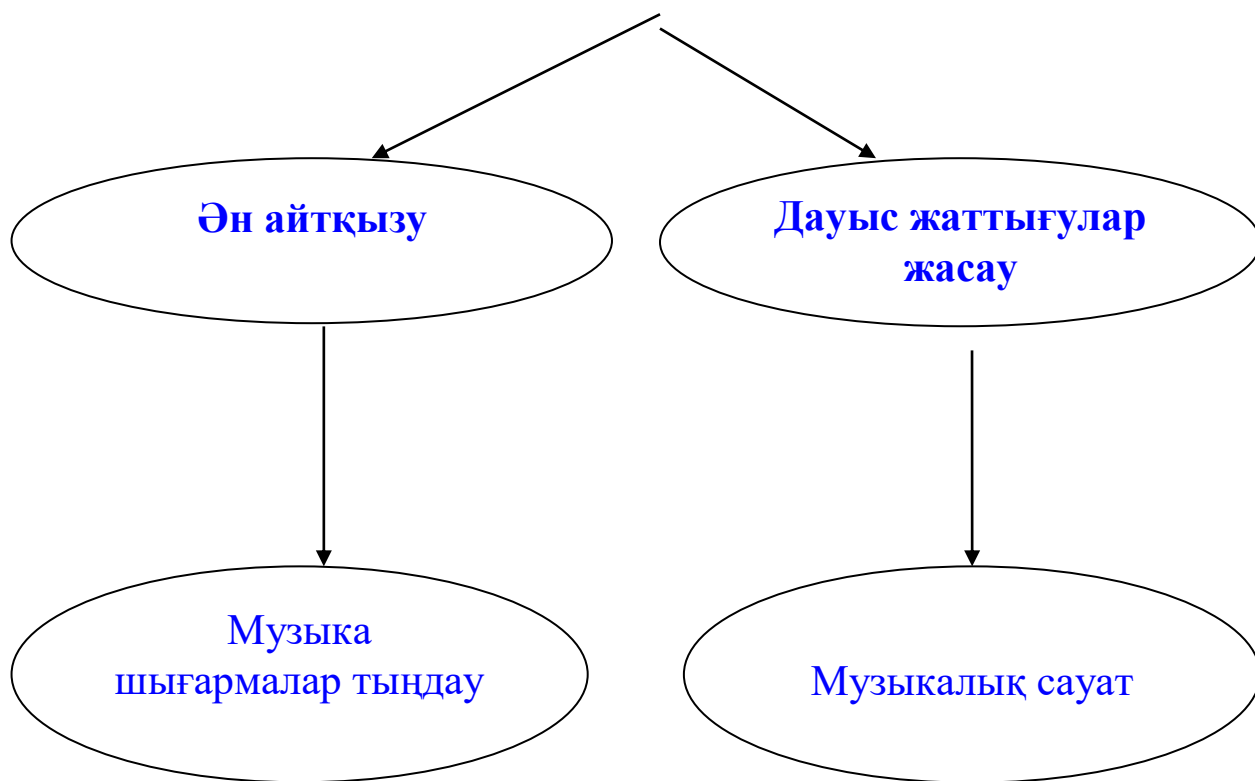 Ән айтқызу
Дауыс жаттығулар
жасау
Музыка
шығармалар тыңдау
Музыкалық сауат